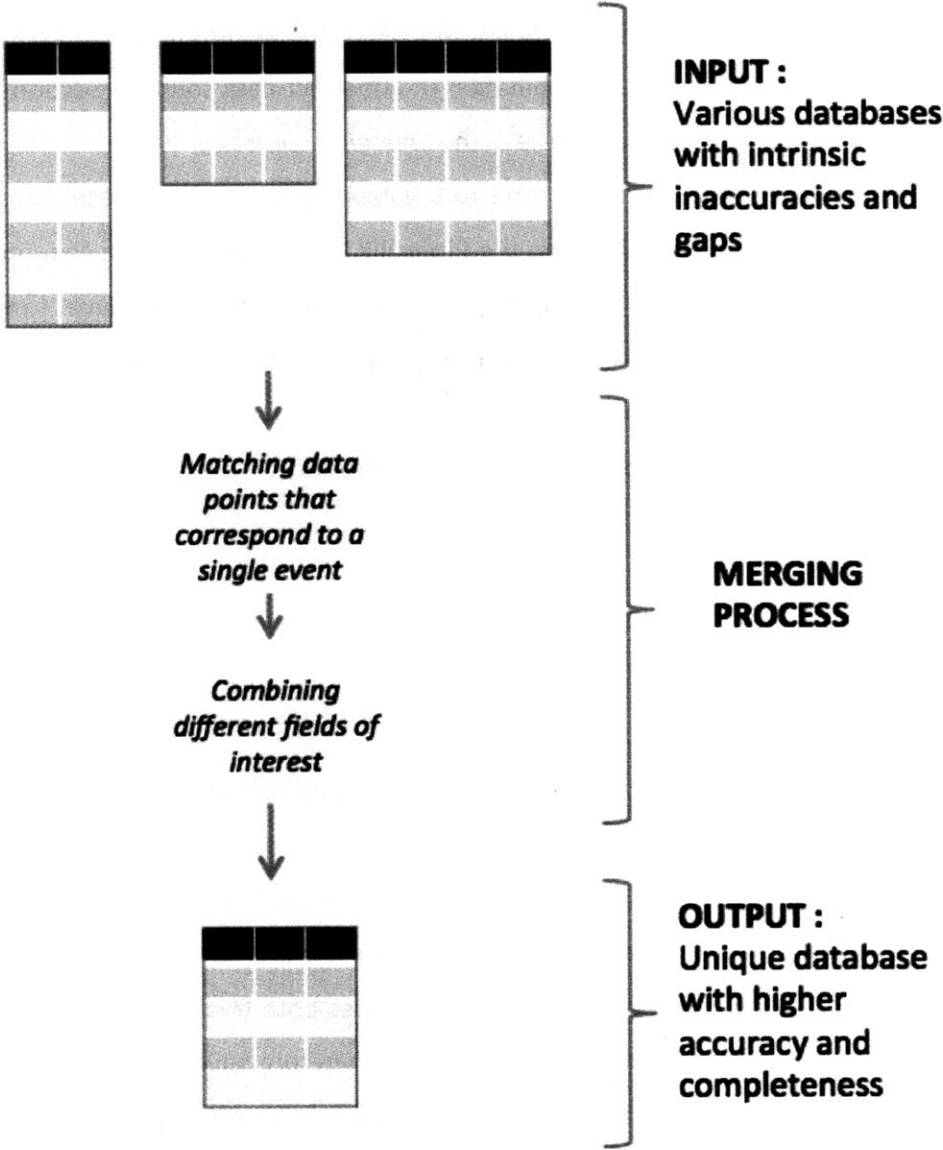 INPUT :
Various databases
with intrinsic
inaccuracies and
gaps
Matching data
points that
correspond to a
single event
Combining
different fields of
interest
MERGING
PROCESS
OUTPUT :
Unique database
with higher
accuracy and
completeness